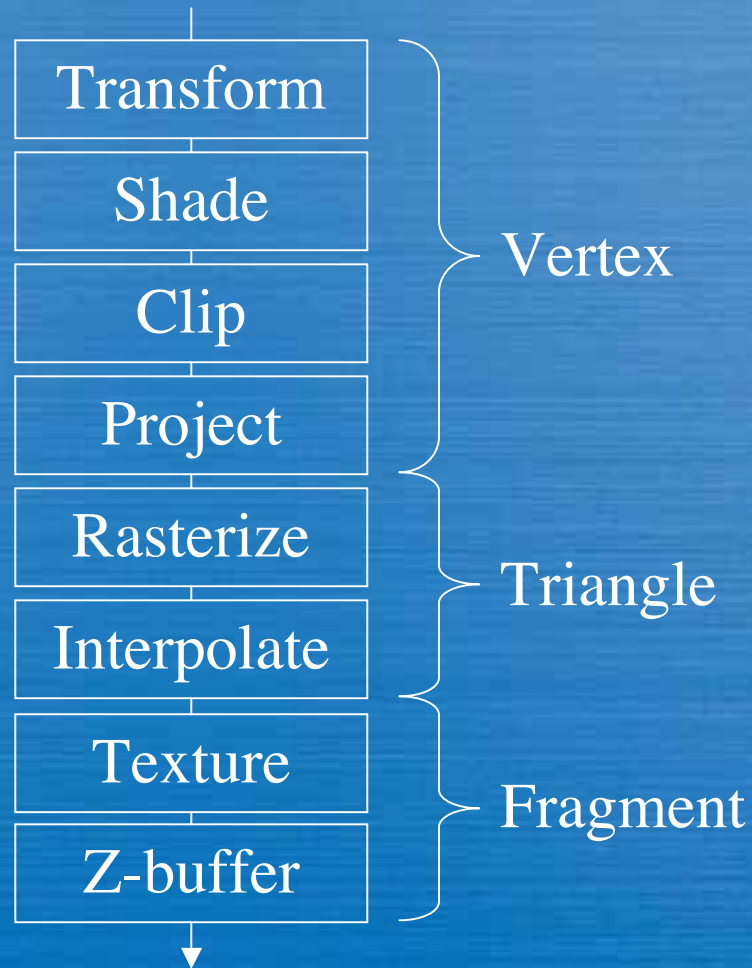 Transform
Shade
Clip
Project
Rasterize
Interpolate
Texture
Z-buffer
Vertex
Triangle
Fragment